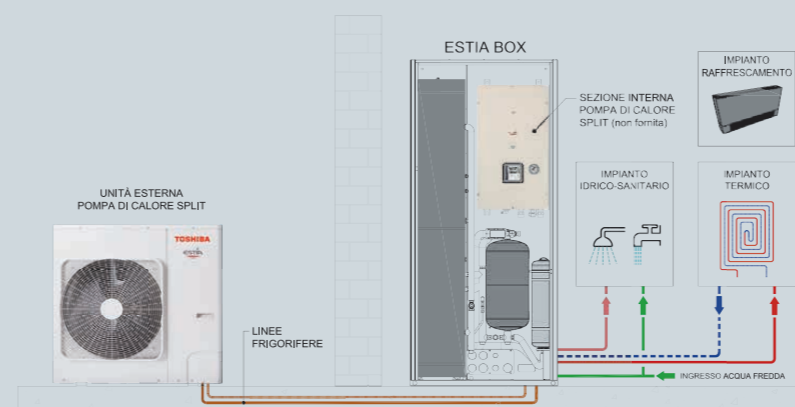 ESTIA BOX
IMPIANTO
RAFFRESCAMENTO
SEZIONE INTERNA
POMPA DI CALORE
SPLIT (non fornita)
IMPIANTO
IDRICO-SANITARIO
IMPIANTO
TERMICO
UNITÀ ESTERNA
POMPA DI CALORE SPLIT
TOSHIBA
ESTIA
LINEE
FRIGORIFERE
INGRESSO ACQUA FREDDA